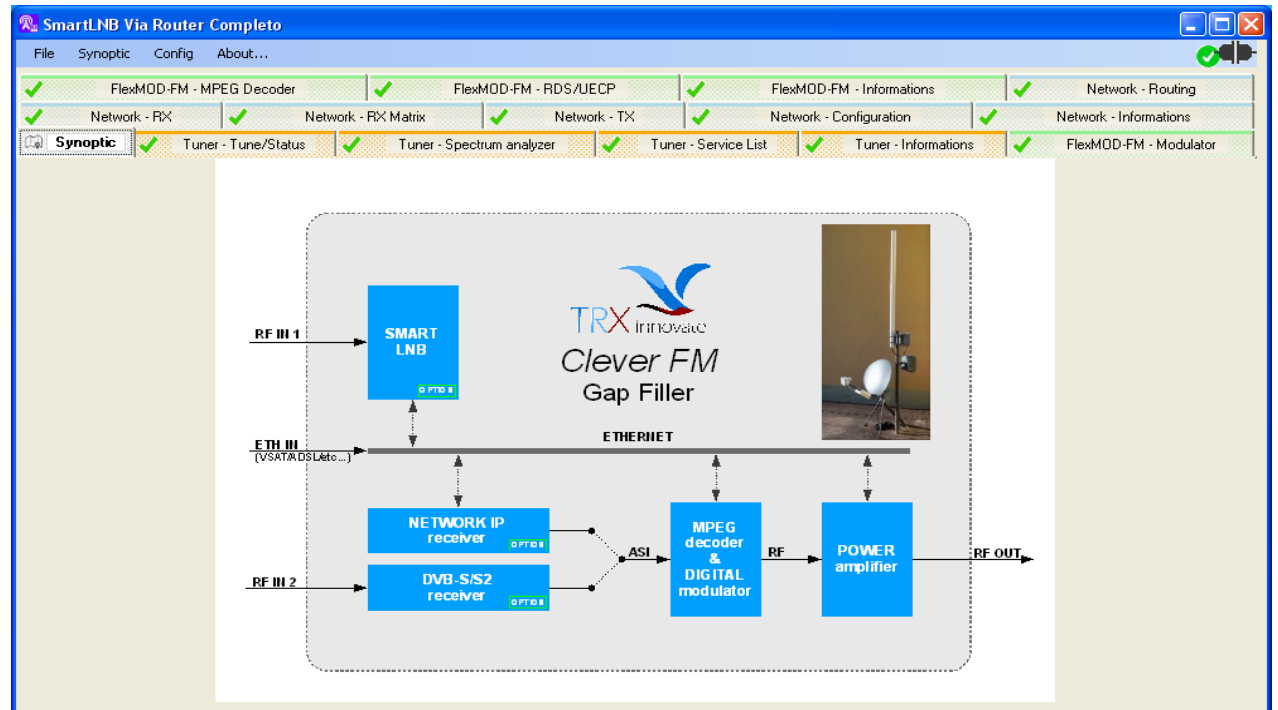 SmartLNB Via Router Completo
File Synoptic Config About...
FlexMOD-FM - MPEG Decoder FlexMOD-FM - RDS/UECP FlexMOD-FM - Informations Network - Routing
Network - RX Network - RX Matrix Network - TX Network - Configuration Network - Informations
Synoptic Tuner - Tune/Status Tuner - Spectrum analyzer Tuner - Service List Tuner - Informations FlexMOD-FM - Modulator
TRX innovate
Clever FM
Gap Filler
RF IN 1
SMART
LNB
OPTION
ETH IN
(VSAT/ADSL/etc...)
ETHERNET
NETWORK IP
receiver
OPTION
ASI
MPEG
decoder
&
DIGITAL
modulator
RF
POWER
amplifier
RF OUT
RF IN 2
DVB-S/S2
receiver
OPTION